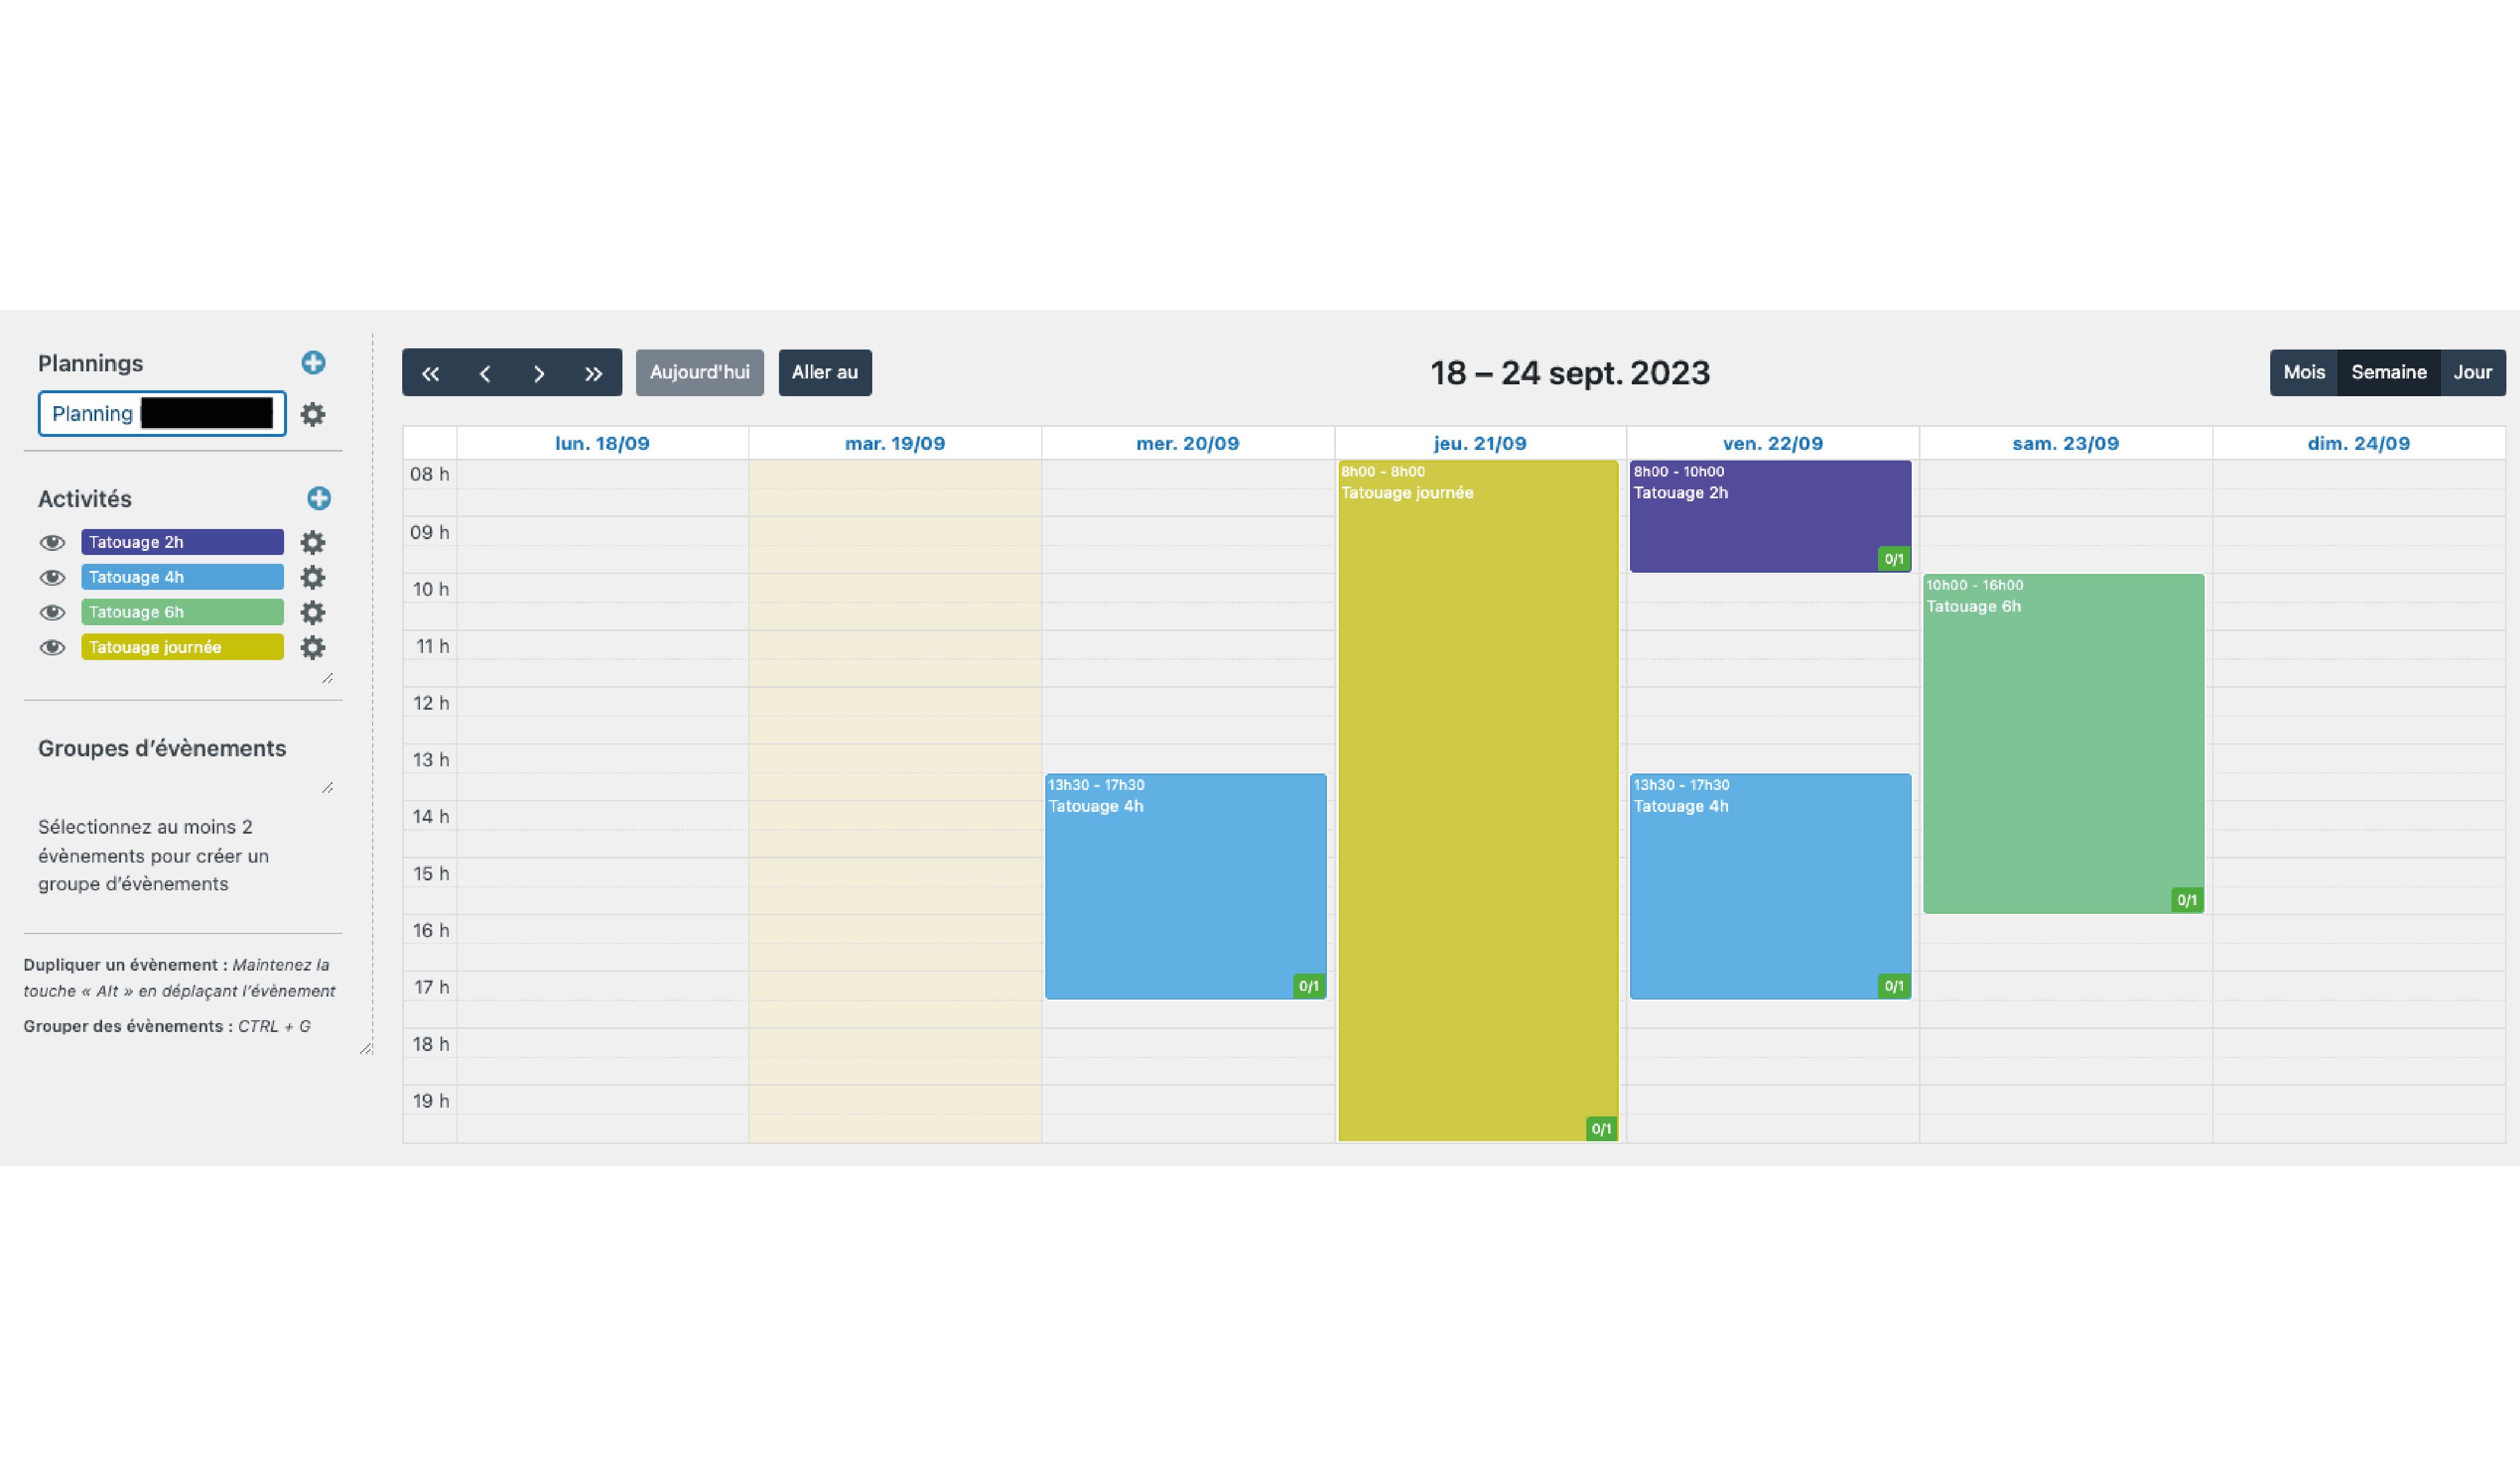 Plannings
Planning
Activités
Tatouage 2h
Tatouage 4h
Tatouage 6h
Tatouage journée
Groupes d'évènements
Sélectionnez au moins 2
évènements pour créer un
groupe d'évènements
Dupliquer un évènement : Maintenez la
touche « Alt » en déplaçant l'évènement
Grouper des évènements : CTRL + G
Aujourd'hui
Aller au
18 – 24 sept. 2023
Mois Semaine Jour
lun. 18/09 mar. 19/09 mer. 20/09 jeu. 21/09 ven. 22/09 sam. 23/09 dim. 24/09
08 h
09 h
10 h
11 h
12 h
13 h
14 h
15 h
16 h
17 h
18 h
19 h
13h30 - 17h30
Tatouage 4h
0/1
8h00 - 8h00
Tatouage journée
0/1
8h00 - 10h00
Tatouage 2h
0/1
13h30 - 17h30
Tatouage 4h
0/1
10h00 - 16h00
Tatouage 6h
0/1